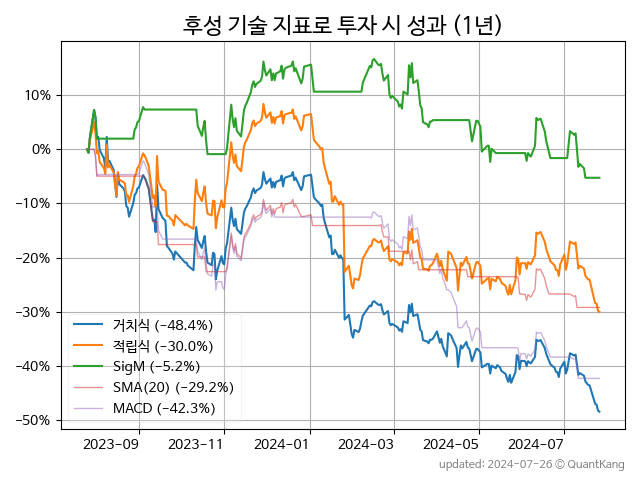 후성 기술 지표로 투자 시 성과 (1년)
10%
0%
−10%
−20%
−30%
−40%
−50%
거치식 (−48.4%)
적립식 (−30.0%)
SigM (−5.2%)
SMA(20) (−29.2%)
MACD (−42.3%)
2023−09 2023−11 2024−01 2024−03 2024−05 2024−07
updated: 2024−07−26 © QuantKang